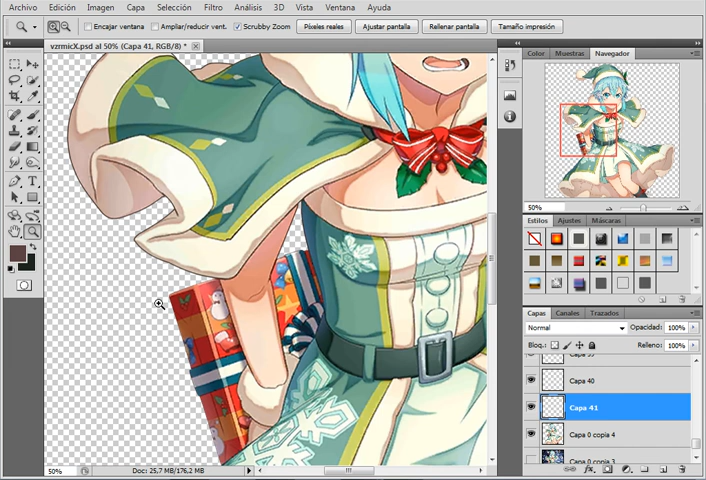 Archivo Edición Imagen Capa Selección Filtro Análisis 3D Vista Ventana Ayuda
Encajar ventana Ampliar/reducir vent. Scrubby Zoom Píxeles reales Ajustar pantalla Rellenar pantalla Tamaño impresión
vzrmicX.psd al 50% (Capa 41, RGB/8) *
Color Muestras Navegador
50%
Estilos Ajustes Máscaras
Capas Canales Trazados
Normal Opacidad: 100%
Bloq.: Relleno: 100%
Capa 39
Capa 40
Capa 41
Capa 0 copia 4
Capa 0 copia 3
50% Doc: 25,7 MB/176,2 MB